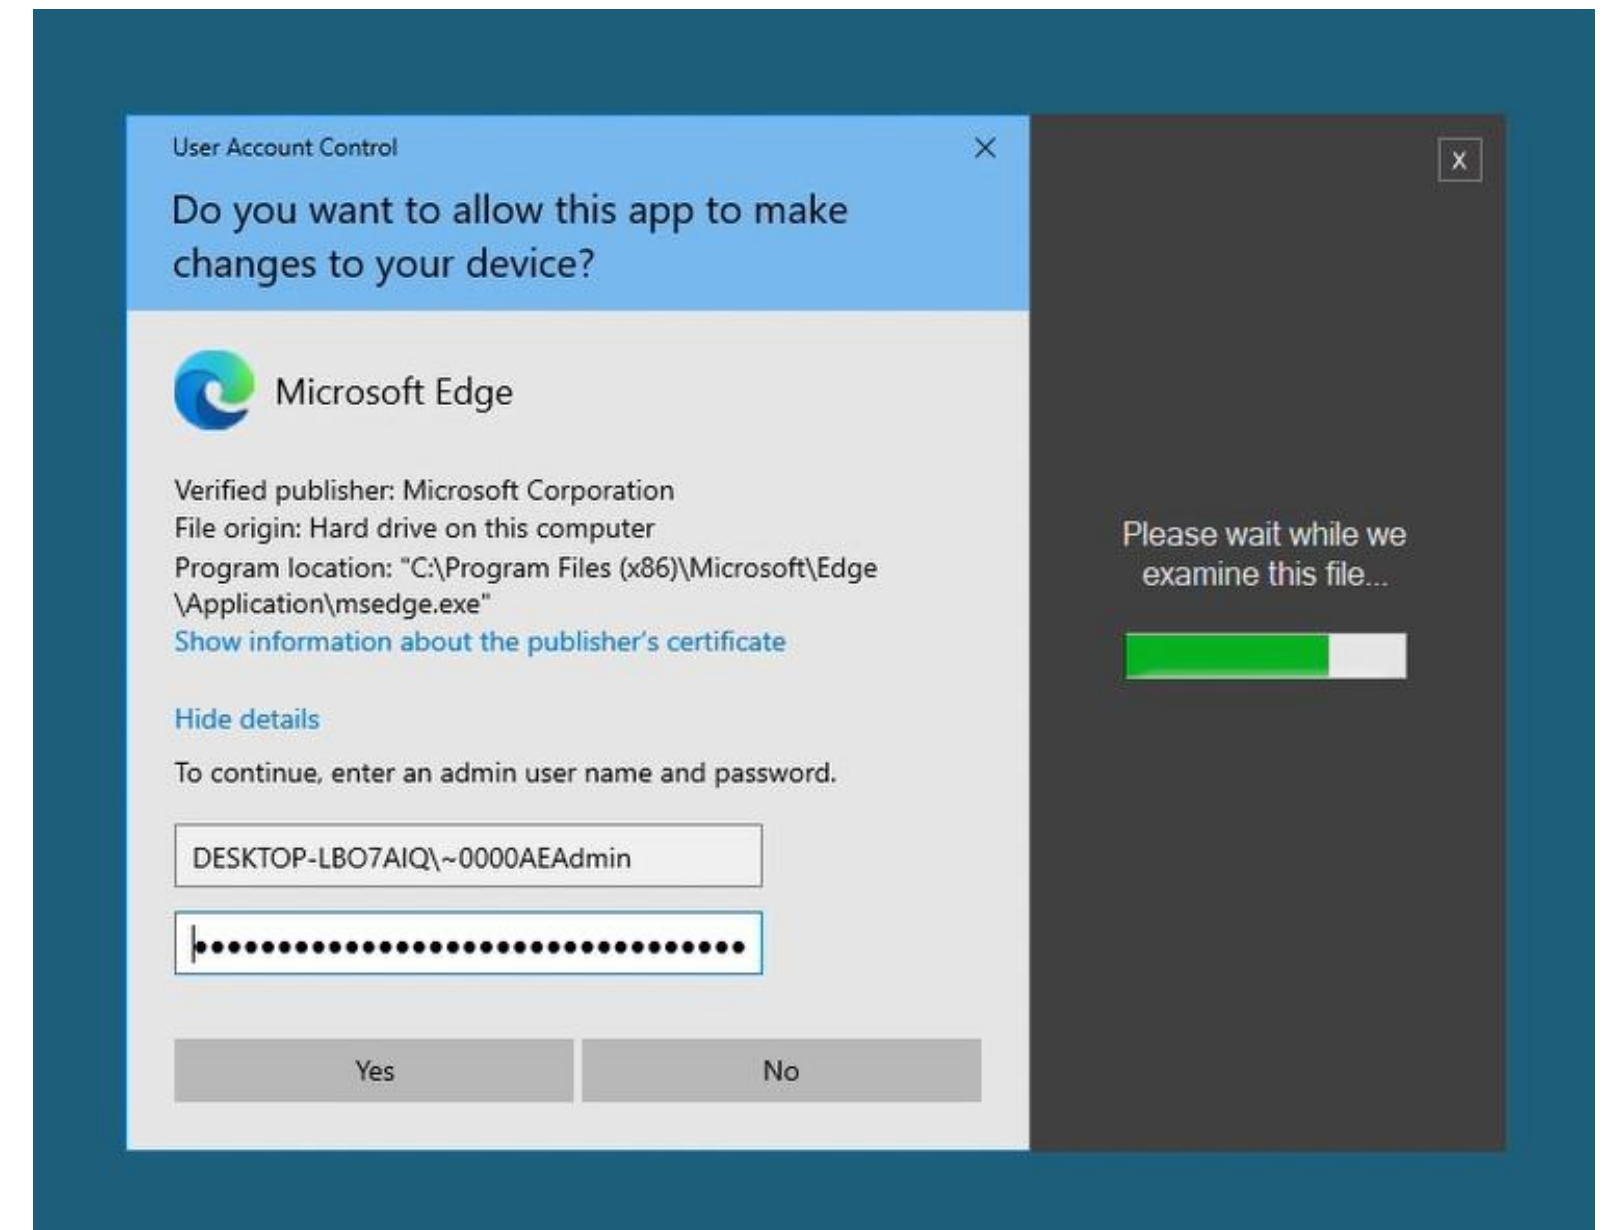 User Account Control
X
Do you want to allow this app to make
changes to your device?
Microsoft Edge
Verified publisher: Microsoft Corporation
File origin: Hard drive on this computer
Program location: "C:\Program Files (x86)\Microsoft\Edge
\Application\msedge.exe"
Show information about the publisher's certificate
Hide details
To continue, enter an admin user name and password.
DESKTOP-LBO7AIQ\~0000AEAdmin
Yes
No
Please wait while we
examine this file...